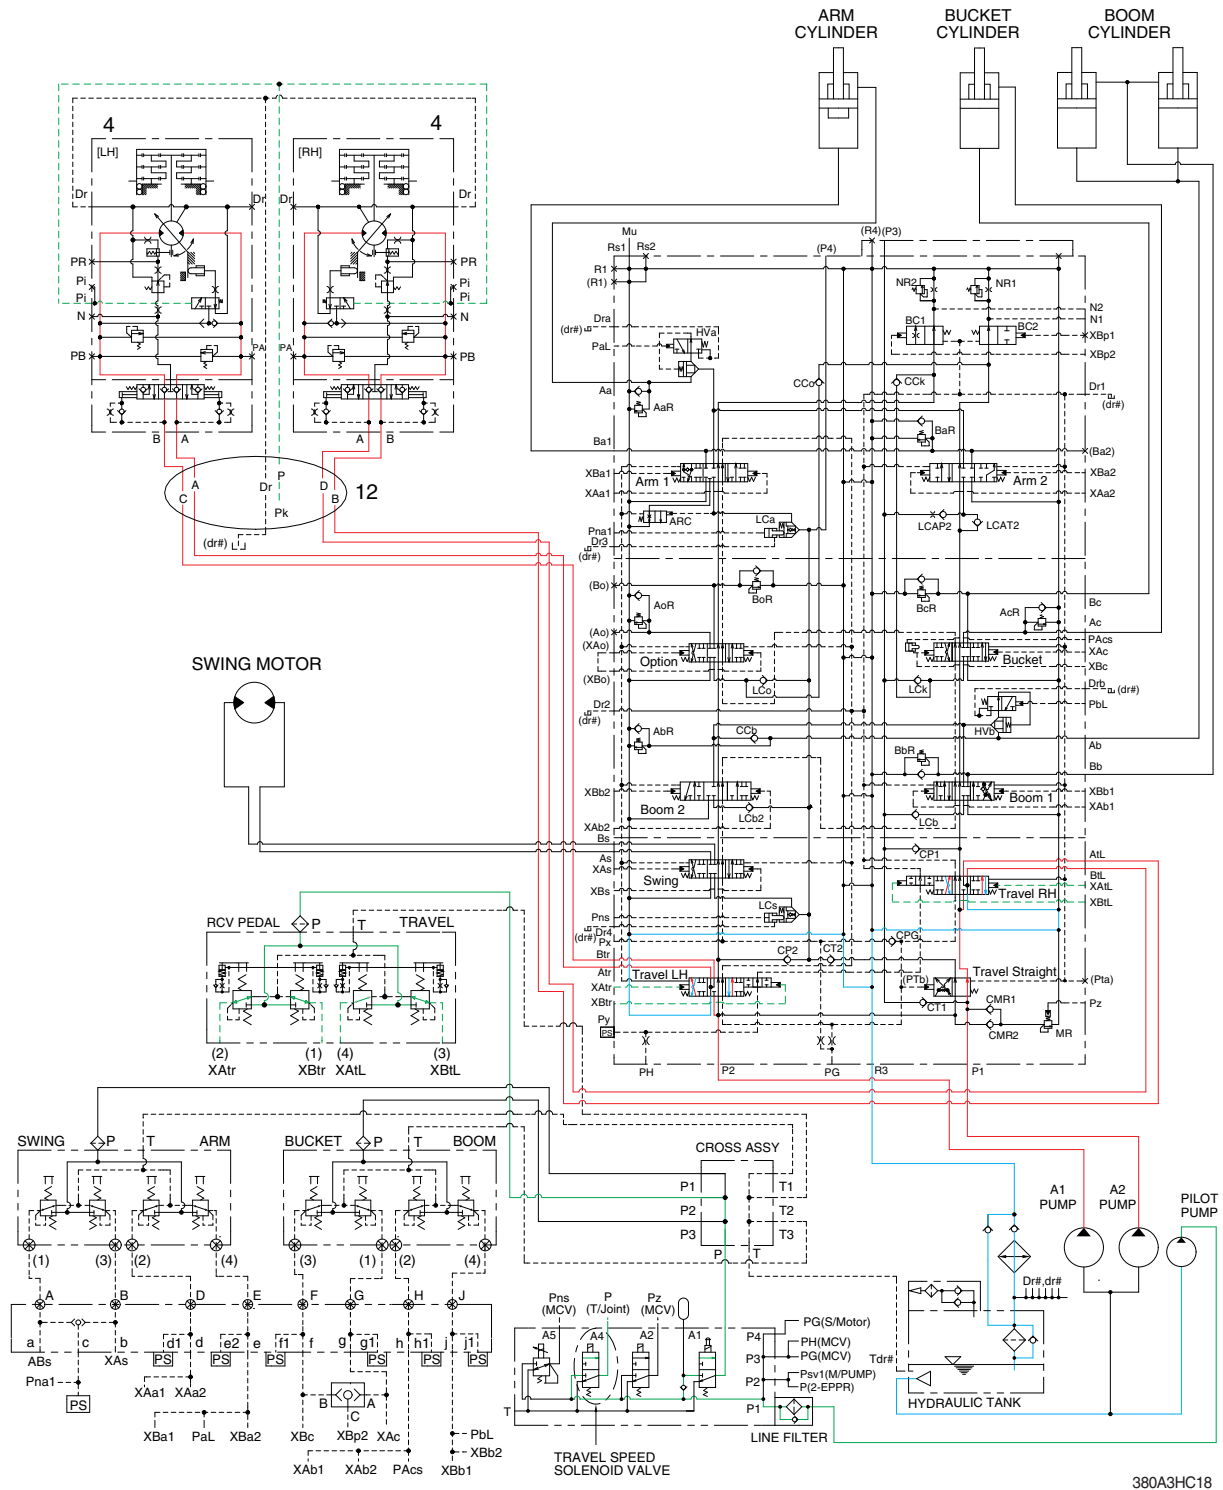 ARM
CYLINDER
BUCKET
CYLINDER
BOOM
CYLINDER
4
4
[LH]
[RH]
Dr
Dr
Dr
Dr
PR
PR
Pi
Pi
Pi
Pi
N
N
PB
PA
PA
PB
B
A
A
B
C
A
Dr
P
Pk
D
B
12
(dr#)
Mu
Rs1
Rs2
(P4)
(R4)
(P3)
R1
(R1)
NR2
NR1
N2
N1
Dra
(dr#)
HVa
PaL
BC1
BC2
XBp1
XBp2
CCo
CCk
Aa
AaR
Dr1
(dr#)
BaR
Ba1
(Ba2)
XBa1
XAa1
Arm 1
Arm 2
XBa2
XAa2
ARC
LCa
LCAP2
LCAT2
Pna1
Dr3
(dr#)
(Bo)
BoR
BcR
Bc
AoR
AcR
Ac
(Ao)
(XAo)
Option
PAcs
XAc
Bucket
XBc
(XBo)
LCo
LCk
Drb
(dr#)
Dr2
(dr#)
PbL
HVb
AbR
CCb
Ab
BbR
Bb
XBb2
Boom 2
LCb2
Boom 1
XBb1
XAb1
LCb
XAb2
Bs
As
XAs
Swing
XBs
CP1
AtL
BtL
XAtL
Travel RH
XBtL
Pns
LCs
(dr#)
Dr4
Px
CPG
Btr
CP2
CT2
Atr
Travel LH
XAtr
XBtr
(PTb)
Travel Straight
(Pta)
Py
PS
CT1
CMR1
CMR2
MR
Pz
PH
P2
PG
R3
P1
SWING MOTOR
RCV PEDAL
P
T
TRAVEL
(2)
XAtr
(1)
XBtr
(4)
XAtL
(3)
XBtL
SWING
P
T
ARM
BUCKET
P
T
BOOM
(1)
(3)
(2)
(4)
(3)
(1)
(2)
(4)
A
B
D
E
F
G
H
J
a
c
b
d1
d
e2
e
f1
f
g
g1
h
h1
j
j1
ABs
XAs
PS
PS
PS
PS
PS
PS
Pna1
PS
XAa1
XAa2
XBa1
PaL
XBa2
B
A
C
XBc
XBp2
XAc
XAb1
XAb2
PAcs
PbL
XBb2
XBb1
CROSS ASSY
P1
P2
P3
T1
T2
T3
P
T
A1
PUMP
A2
PUMP
PILOT
PUMP
Dr#,dr#
Tdr#
HYDRAULIC TANK
Pns
(MCV)
P
(T/Joint)
Pz
(MCV)
A5
A4
A2
A1
P4
P3
P2
P1
T
PG(S/Motor)
PH(MCV)
PG(MCV)
Psv1(M/PUMP)
P(2-EPPR)
LINE FILTER
TRAVEL SPEED
SOLENOID VALVE
380A3HC18